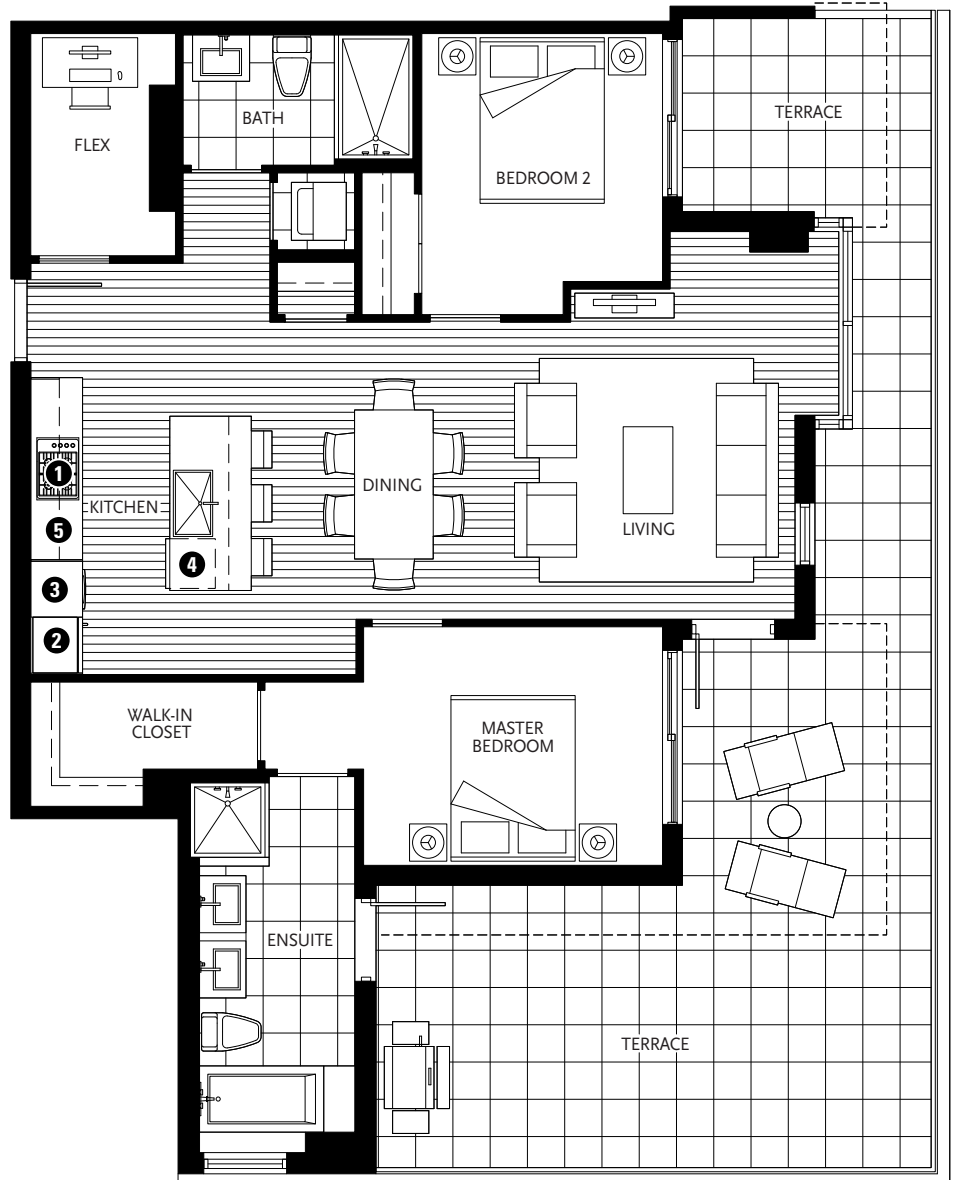 TERRACE
BATH
FLEX
BEDROOM 2
1
KITCHEN
DINING
5
LIVING
4
3
2
WALK-IN
CLOSET
MASTER
BEDROOM
ENSUITE
TERRACE